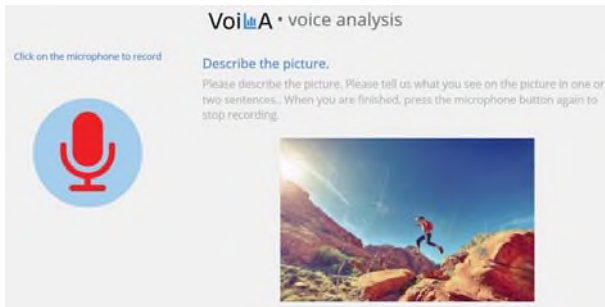 VoiLA • voice analysis
Click on the microphone to record
Describe the picture.
Please describe the picture. Please tell us what you see on the picture in one or
two sentences.. When you are finished, press the microphone button again to
stop recording.